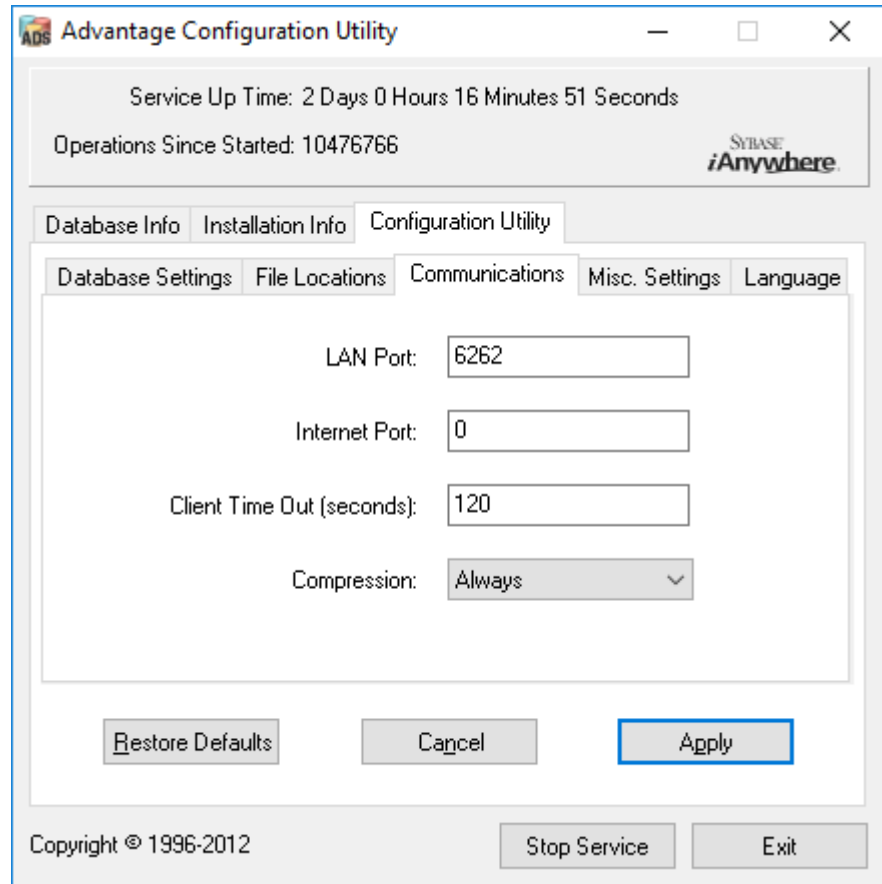 ADS Advantage Configuration Utility
Service Up Time: 2 Days 0 Hours 16 Minutes 51 Seconds
Operations Since Started: 10476766
SYBASE
iAnywhere.
Database Info Installation Info Configuration Utility
Database Settings File Locations Communications Misc. Settings Language
LAN Port: 6262
Internet Port: 0
Client Time Out (seconds): 120
Compression: Always
Restore Defaults Cancel Apply
Copyright © 1996-2012 Stop Service Exit